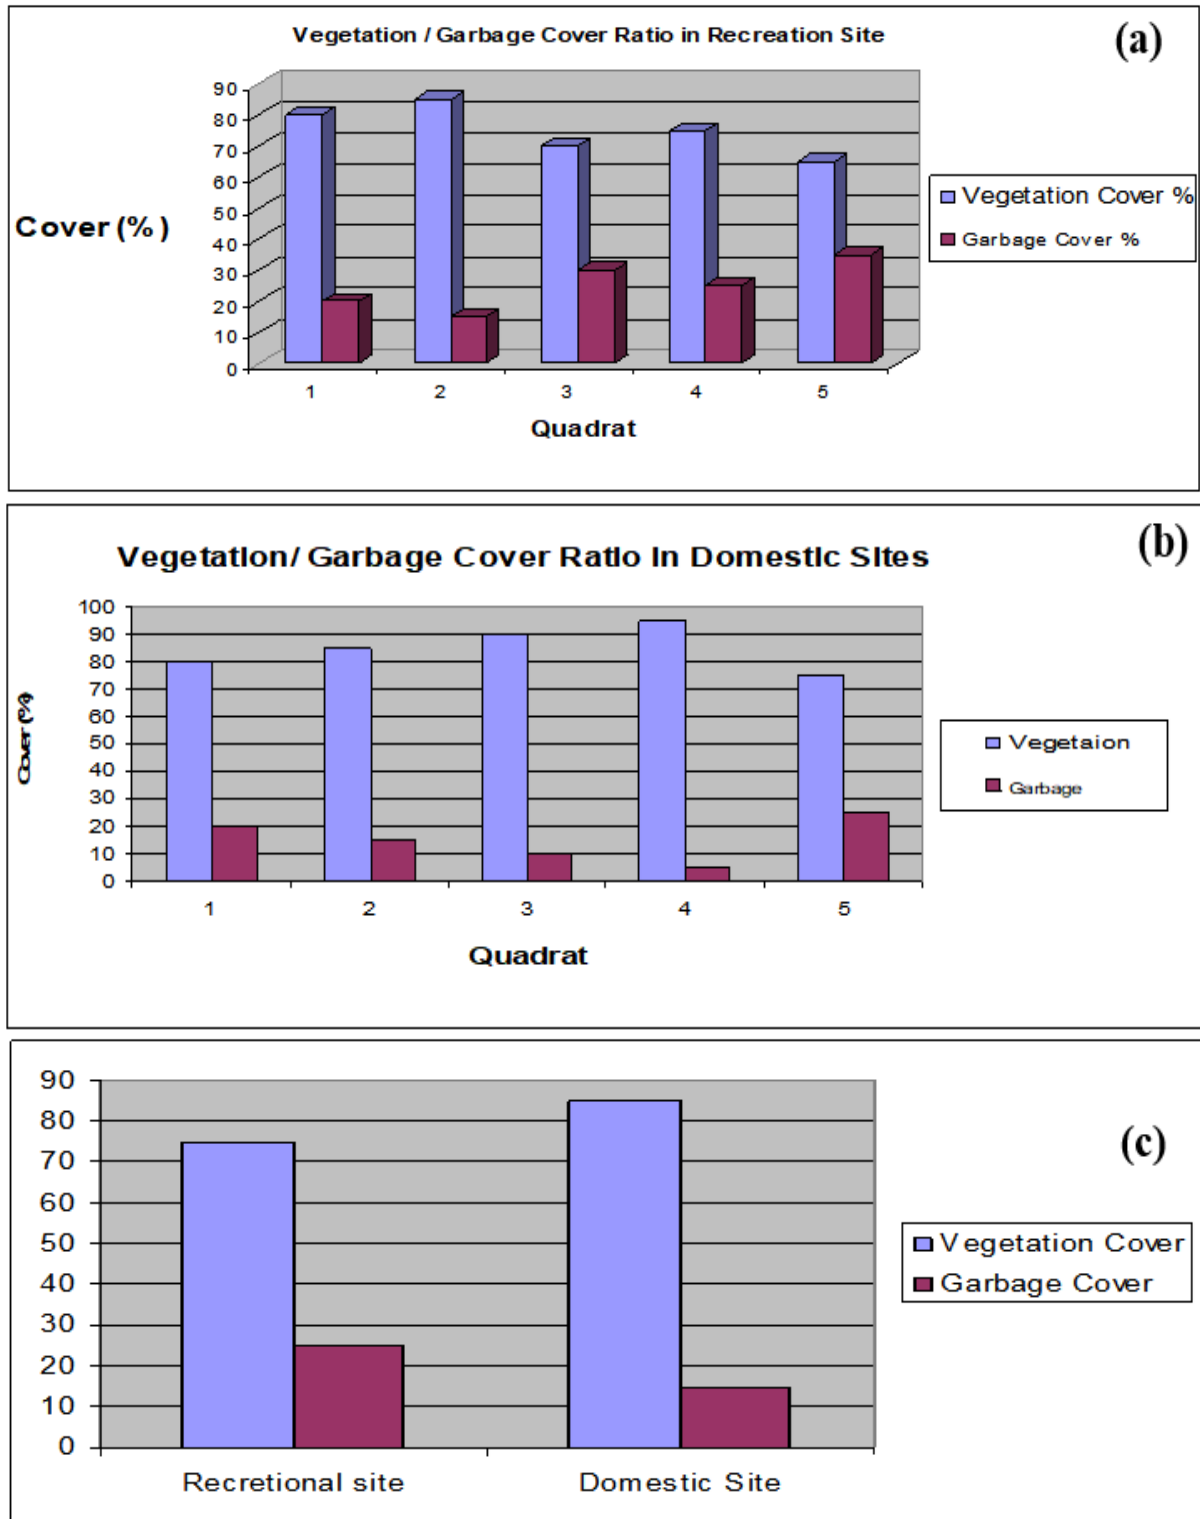 Vegetation / Garbage Cover Ratio in Recreation Site
(a)
90
80
70
60
50
40
30
20
10
0
Cover (%)
1 2 3 4 5
Quadrat
Vegetation Cover %
Garbage Cover %
(b)
Vegetation/ Garbage Cover Ratio in Domestic Sites
100
90
80
70
60
50
40
30
20
10
0
Cover (%)
1 2 3 4 5
Quadrat
Vegetaion
Garbage
(c)
90
80
70
60
50
40
30
20
10
0
Recretional site Domestic Site
Vegetation Cover
Garbage Cover